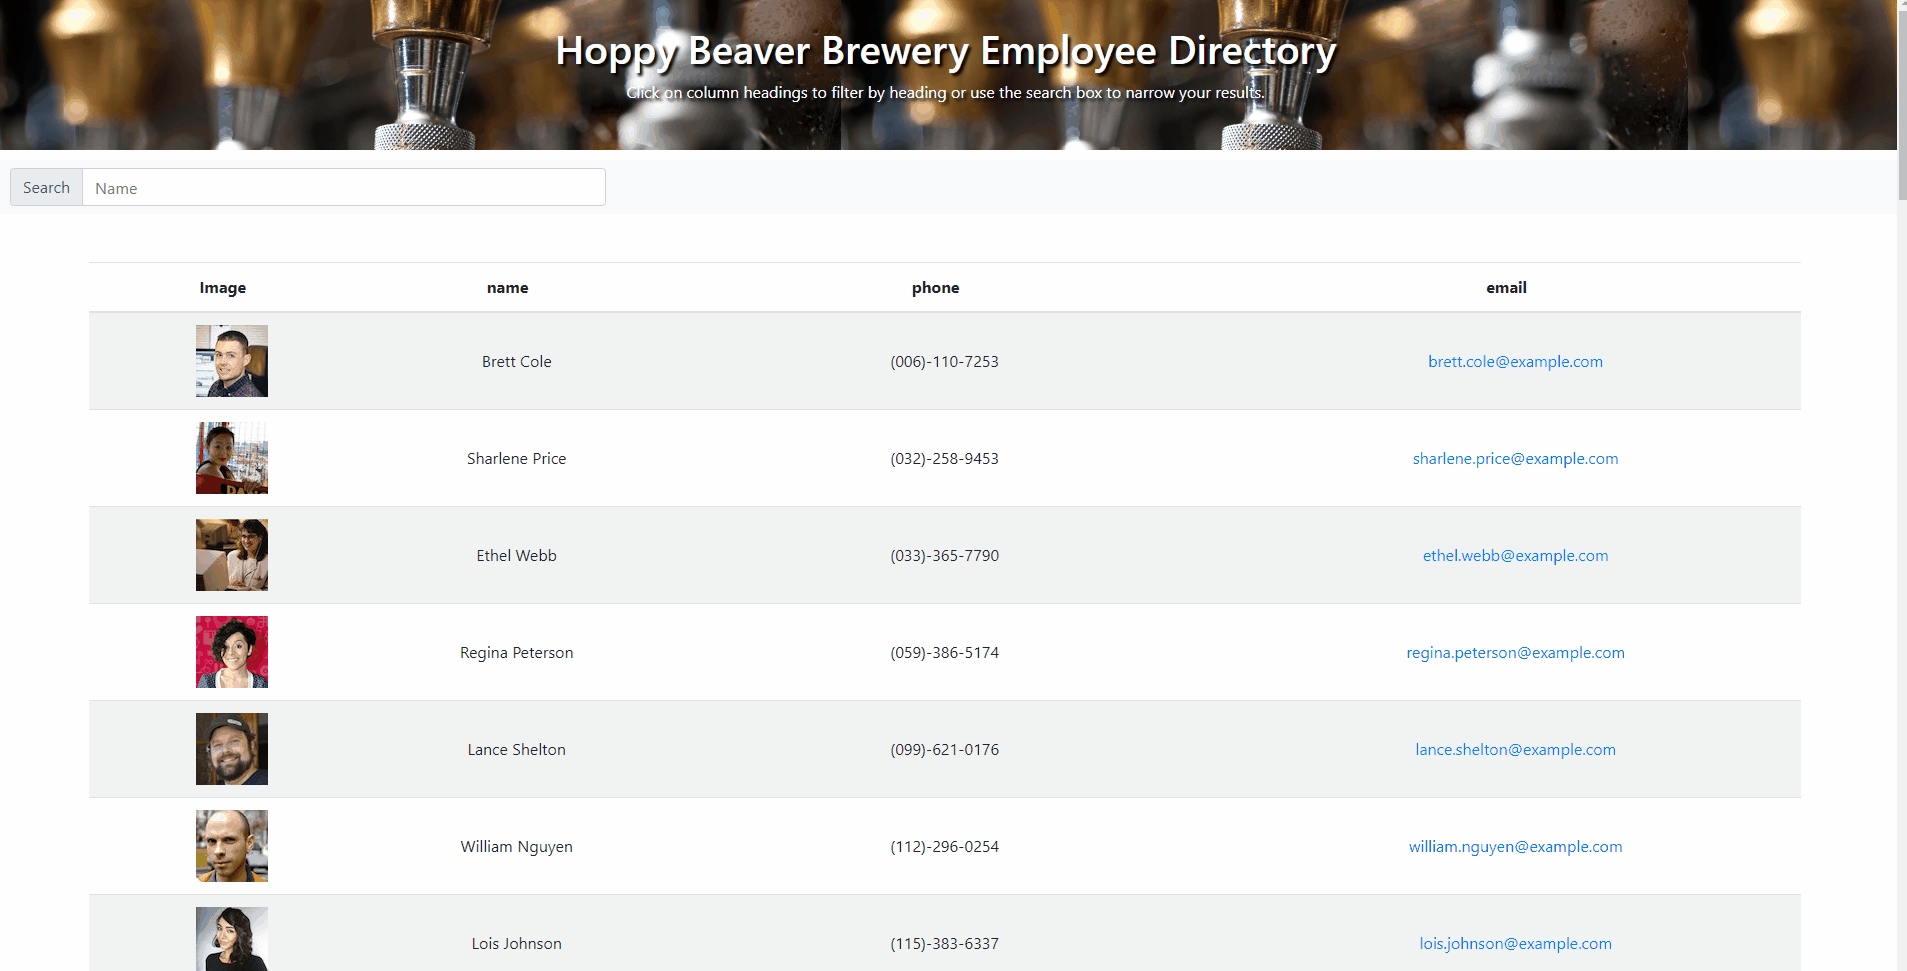 Hoppy Beaver Brewery Employee Directory
Click on column headings to filter by heading or use the search box to narrow your results.
Search Name
Image name phone email
Brett Cole (006)-110-7253 brett.cole@example.com
Sharlene Price (032)-258-9453 sharlene.price@example.com
Ethel Webb (033)-365-7790 ethel.webb@example.com
Regina Peterson (059)-386-5174 regina.peterson@example.com
Lance Shelton (099)-621-0176 lance.shelton@example.com
William Nguyen (112)-296-0254 william.nguyen@example.com
Lois Johnson (115)-383-6337 lois.johnson@example.com